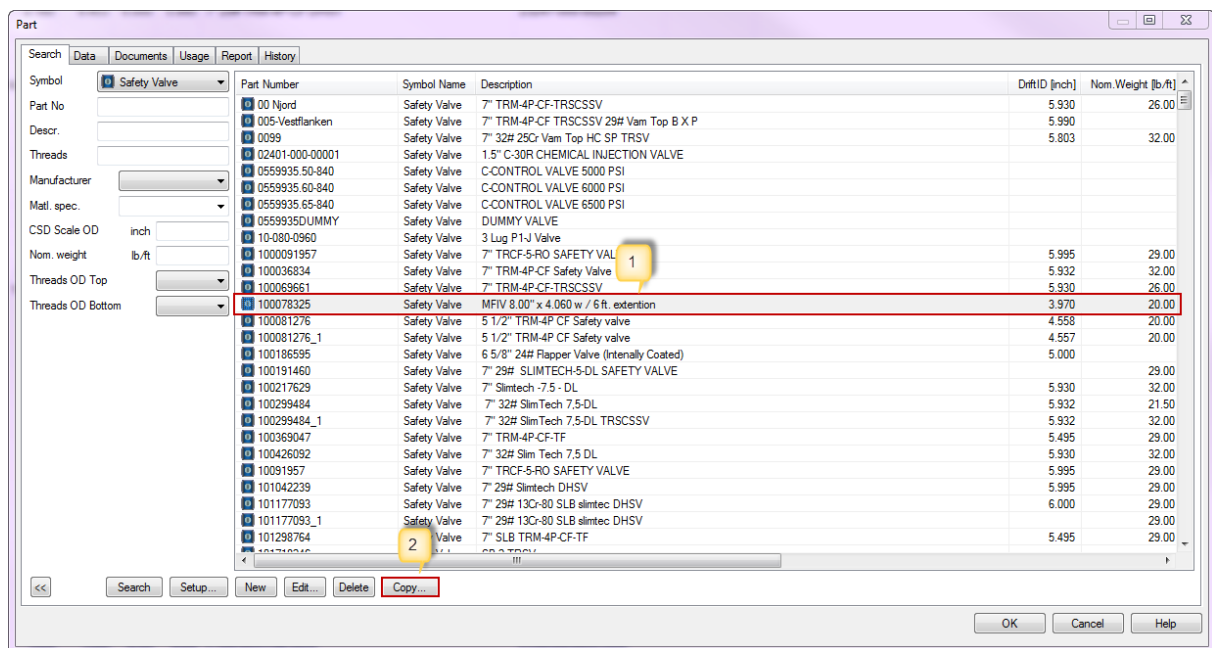 Part
Search Data Documents Usage Report History
Symbol Safety Valve
Part No
Descr.
Threads
Manufacturer
Matl. spec.
CSD Scale OD inch
Nom. weight lb/ft
Threads OD Top
Threads OD Bottom
Part Number Symbol Name Description DriftID [inch] Nom.Weight [lb/ft]
00 Njord Safety Valve 7" TRM-4P-CF-TRSCSSV 5.930 26.00
005-Vestflanken Safety Valve 7" TRM-4P-CF TRSCSSV 29# Vam Top B X P 5.990
0099 Safety Valve 7" 32# 25Cr Vam Top HC SP TRSV 5.803 32.00
02401-000-00001 Safety Valve 1.5" C-30R CHEMICAL INJECTION VALVE
0559935.50-840 Safety Valve C-CONTROL VALVE 5000 PSI
0559935.60-840 Safety Valve C-CONTROL VALVE 6000 PSI
0559935.65-840 Safety Valve C-CONTROL VALVE 6500 PSI
0559935DUMMY Safety Valve DUMMY VALVE
10-080-0960 Safety Valve 3 Lug P1-J Valve
1000091957 Safety Valve 7" TRCF-5-RO SAFETY VAL 5.995 29.00
1
100036834 Safety Valve 7" TRM-4P-CF Safety Valve 5.932 32.00
100069661 Safety Valve 7" TRM-4P-CF-TRSCSSV 5.930 26.00
100078325 Safety Valve MFIV 8.00" x 4.060 w / 6 ft. extention 3.970 20.00
100081276 Safety Valve 5 1/2" TRM-4P CF Safety valve 4.558 20.00
100081276_1 Safety Valve 5 1/2" TRM-4P CF Safety valve 4.557 20.00
100186595 Safety Valve 6 5/8" 24# Flapper Valve (Intenally Coated) 5.000
100191460 Safety Valve 7" 29# SLIMTECH-5-DL SAFETY VALVE 29.00
100217629 Safety Valve 7" Slimtech -7.5 - DL 5.930 32.00
100299484 Safety Valve 7" 32# SlimTech 7,5-DL 5.932 21.50
100299484_1 Safety Valve 7" 32# SlimTech 7,5-DL TRSCSSV 5.932 32.00
100369047 Safety Valve 7" TRM-4P-CF-TF 5.495 29.00
100426092 Safety Valve 7" 32# Slim Tech 7,5 DL 5.930 32.00
10091957 Safety Valve 7" TRCF-5-RO SAFETY VALVE 5.995 29.00
101042239 Safety Valve 7" 29# Slimtech DHSV 5.995 29.00
101177093 Safety Valve 7" 29# 13Cr-80 SLB slimtec DHSV 6.000 29.00
101177093_1 Safety Valve 7" 29# 13Cr-80 SLB slimtec DHSV 29.00
101298764 Valve 7" SLB TRM-4P-CF-TF 5.495 29.00
2
<< Search Setup... New Edit... Delete Copy...
OK Cancel Help